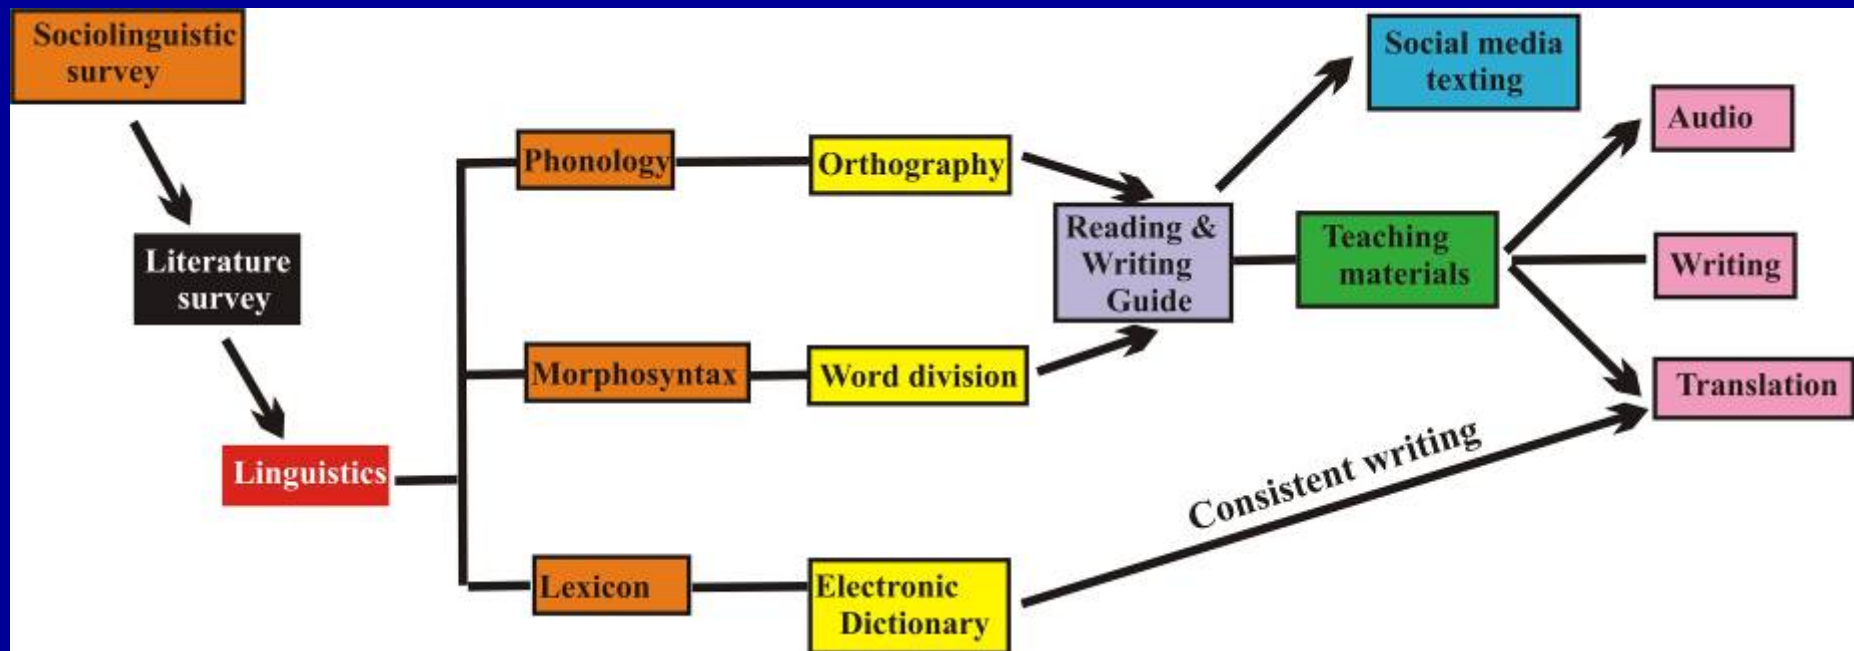 Sociolinguistic
survey
Literature
survey
Linguistics
Phonology
Orthography
Morphosyntax
Word division
Lexicon
Electronic
Dictionary
Reading &
Writing
Guide
Social media
texting
Teaching
materials
Audio
Writing
Translation
Consistent writing